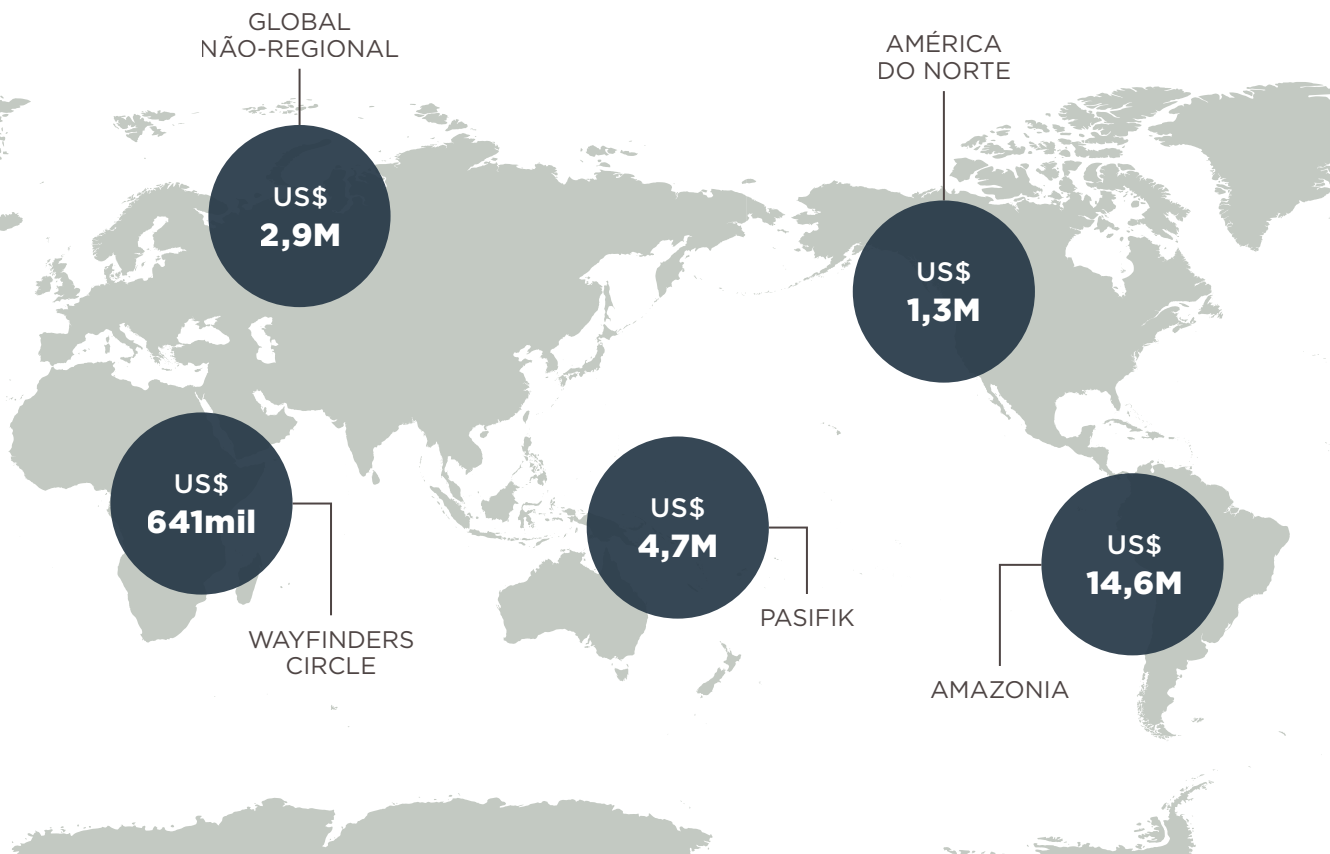 GLOBAL
NÃO-REGIONAL
US$
2,9M
AMÉRICA
DO NORTE
US$
1,3M
US$
641mil
WAYFINDERS
CIRCLE
US$
4,7M
PASIFIK
US$
14,6M
AMAZONIA